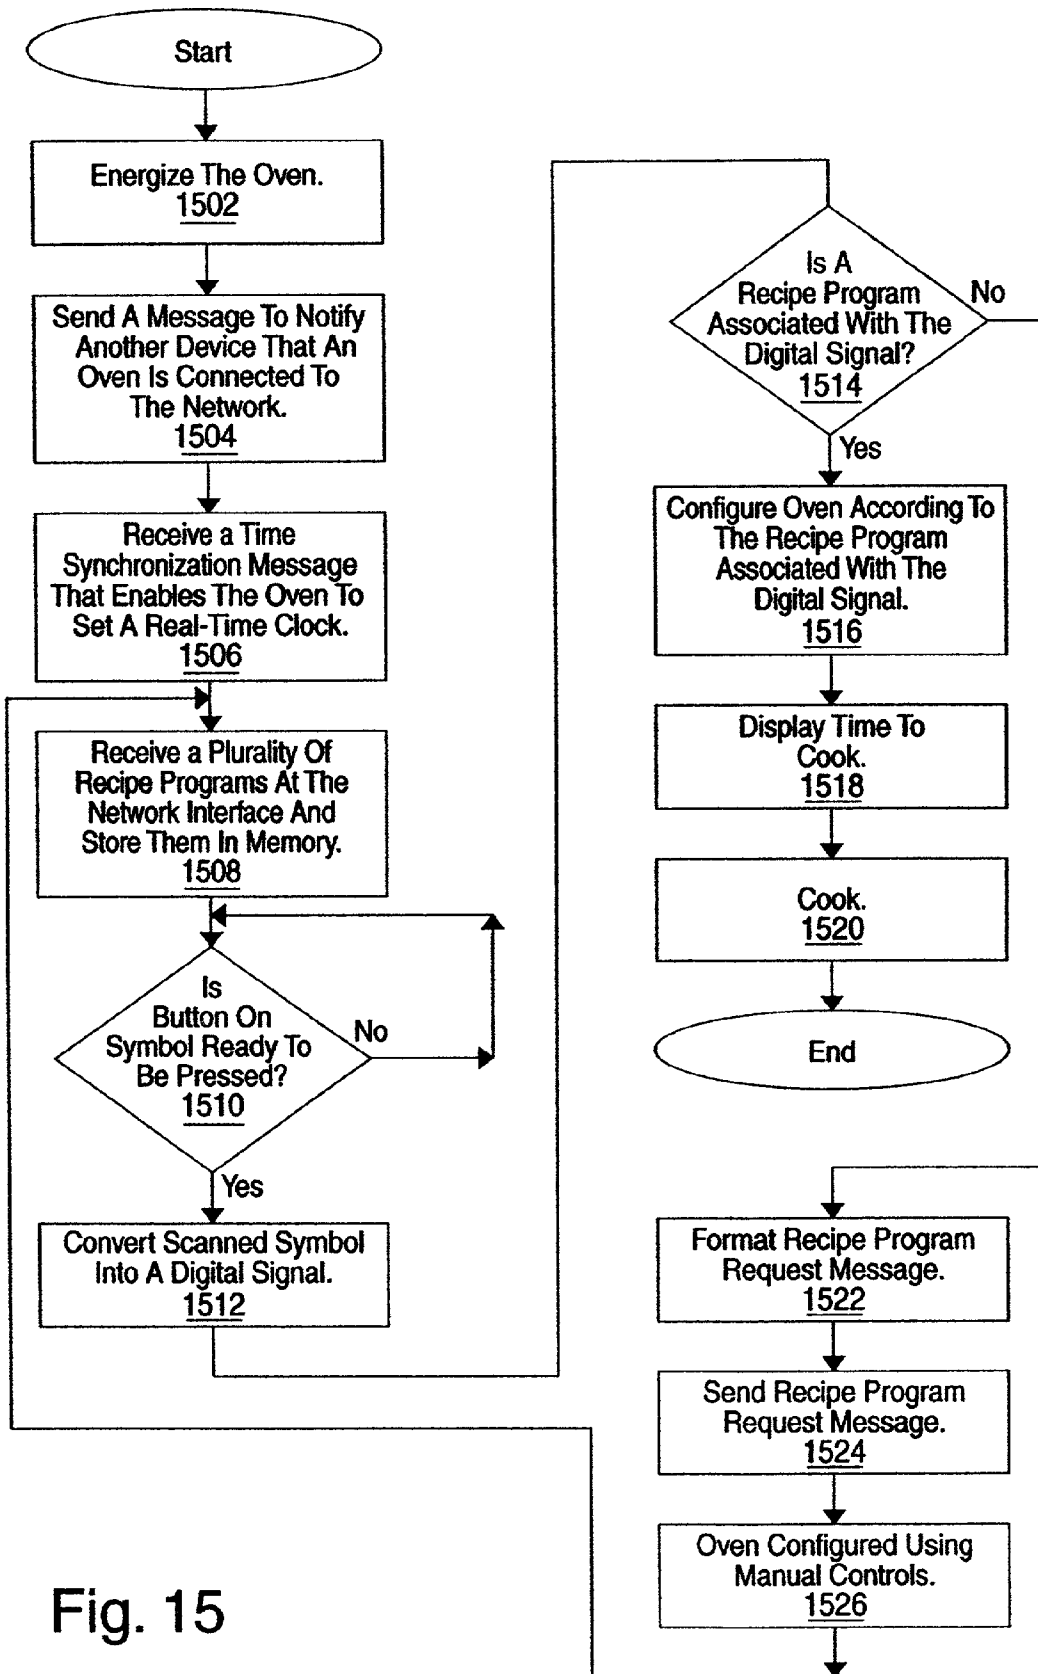 Start
Energize The Oven.
1502
Send A Message To Notify
Another Device That An
Oven Is Connected To
The Network.
1504
Receive a Time
Synchronization Message
That Enables The Oven To
Set A Real-Time Clock.
1506
Receive a Plurality Of
Recipe Programs At The
Network Interface And
Store Them In Memory.
1508
Is
Button On
Symbol Ready To
Be Pressed?
1510
No
Yes
Convert Scanned Symbol
Into A Digital Signal.
1512
Is A
Recipe Program
Associated With The
Digital Signal?
1514
No
Yes
Configure Oven According To
The Recipe Program
Associated With The
Digital Signal.
1516
Display Time To
Cook.
1518
Cook.
1520
End
Format Recipe Program
Request Message.
1522
Send Recipe Program
Request Message.
1524
Oven Configured Using
Manual Controls.
1526
Fig. 15